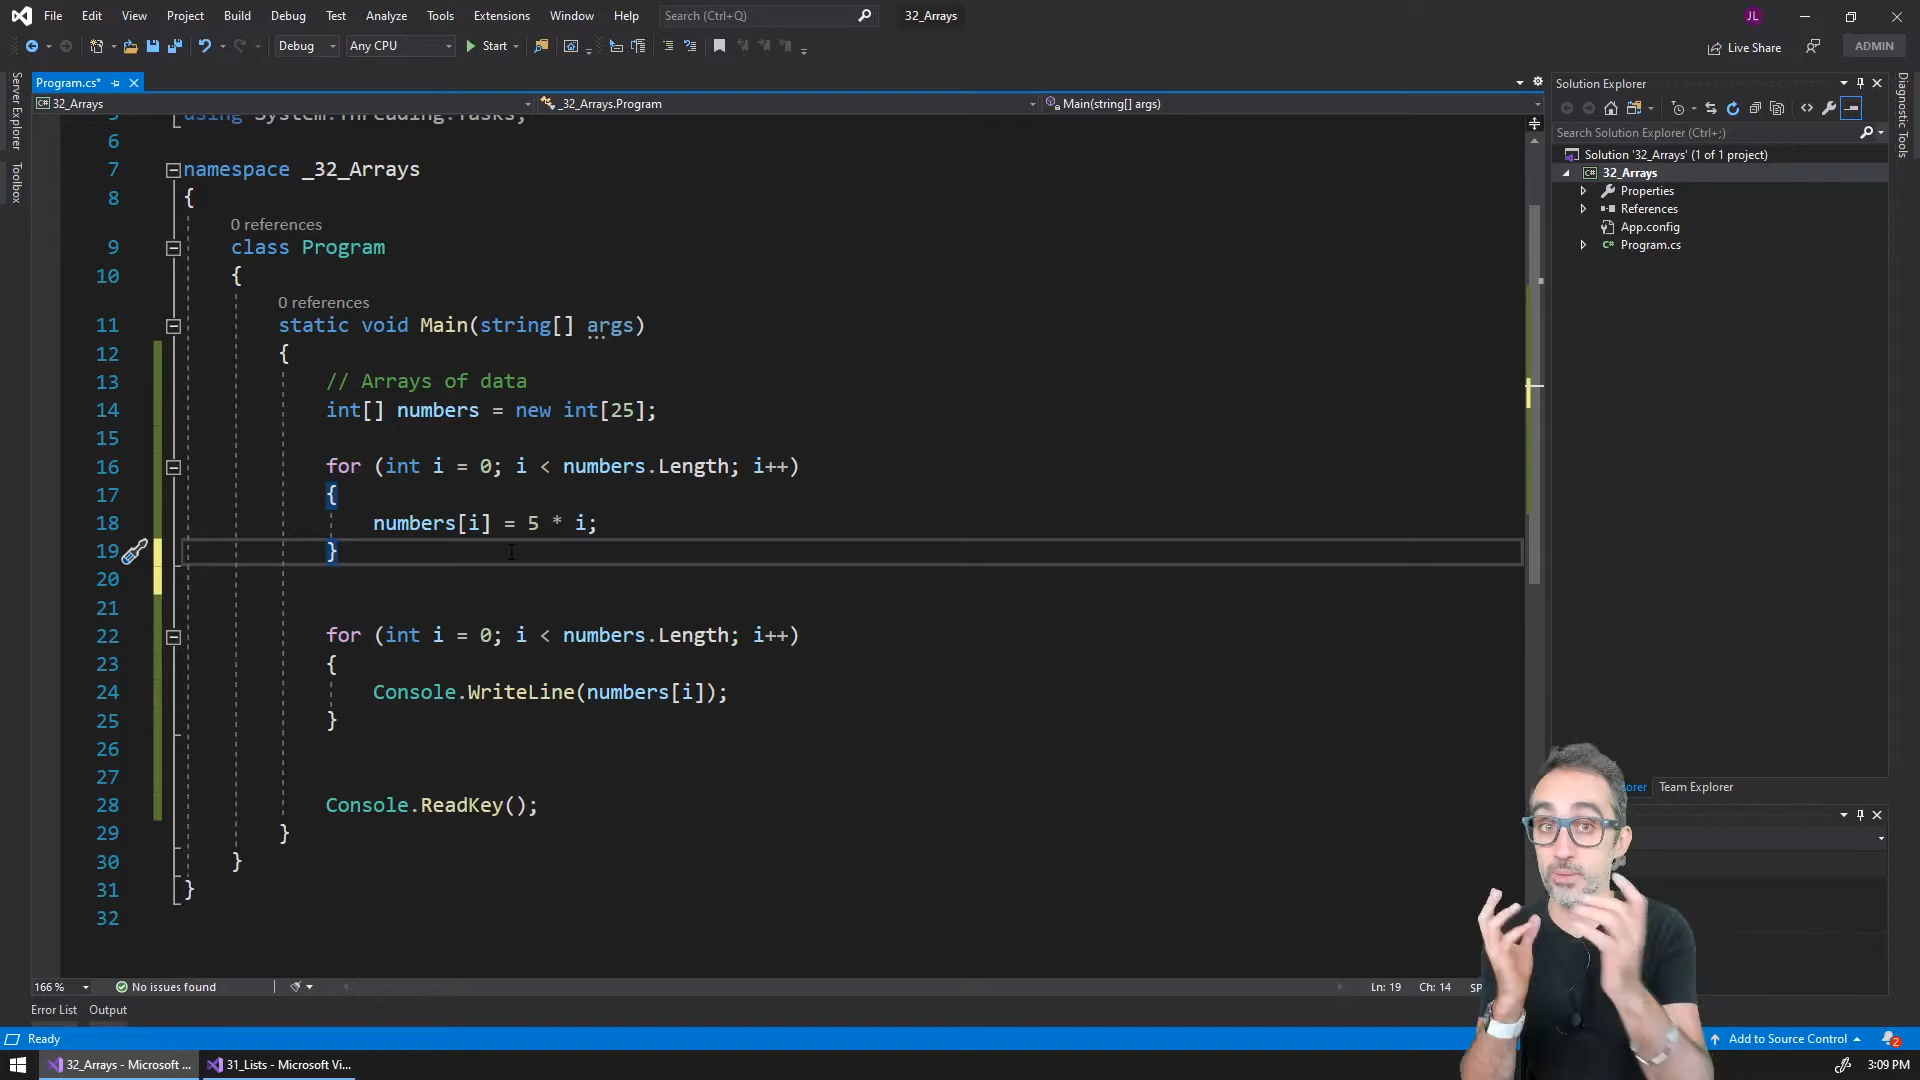 File Edit View Project Build Debug Test Analyze Tools Extensions Window Help Search (Ctrl+Q) 32_Arrays JL
Debug Any CPU Start Live Share ADMIN
Server Explorer
Toolbox
Program.cs*
32_Arrays _32_Arrays.Program Main(string[] args)
5 using System.Threading.Tasks;
6
7 namespace _32_Arrays
8 {
0 references
9 class Program
10 {
0 references
11 static void Main(string[] args)
12 {
13 // Arrays of data
14 int[] numbers = new int[25];
15
16 for (int i = 0; i < numbers.Length; i++)
17 {
18 numbers[i] = 5 * i;
19 }
20
21
22 for (int i = 0; i < numbers.Length; i++)
23 {
24 Console.WriteLine(numbers[i]);
25 }
26
27
28 Console.ReadKey();
29 }
30 }
31 }
32
166 % No issues found Ln: 19 Ch: 14
Error List Output
Ready
Solution Explorer
Search Solution Explorer (Ctrl+;)
Solution '32_Arrays' (1 of 1 project)
C# 32_Arrays
Properties
References
App.config
C# Program.cs
Team Explorer
Diagnostic Tools
Add to Source Control 2
32_Arrays - Microsoft ... 31_Lists - Microsoft Vi... 3:09 PM